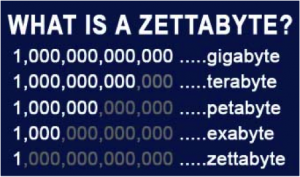 WHAT IS A ZETTABYTE?
1,000,000,000,000 .....gigabyte
1,000,000,000,000 .....terabyte
1,000,000,000,000 .....petabyte
1,000,000,000,000 .....exabyte
1,000,000,000,000 .....zettabyte